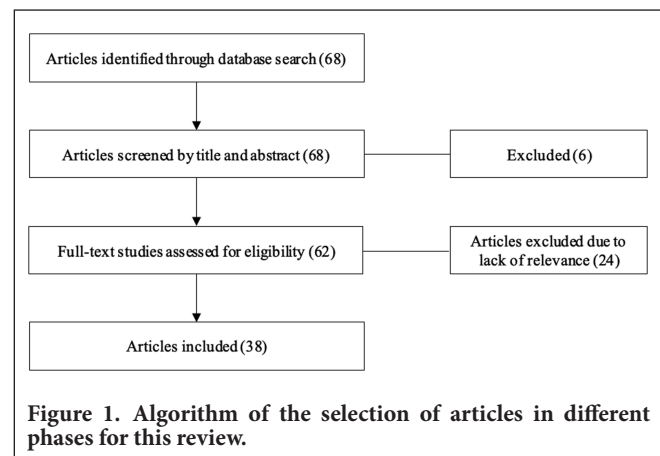 Articles identified through database search (68)
Articles screened by title and abstract (68)
Excluded (6)
Full-text studies assessed for eligibility (62)
Articles excluded due to
lack of relevance (24)
Articles included (38)
Figure 1. Algorithm of the selection of articles in different
phases for this review.